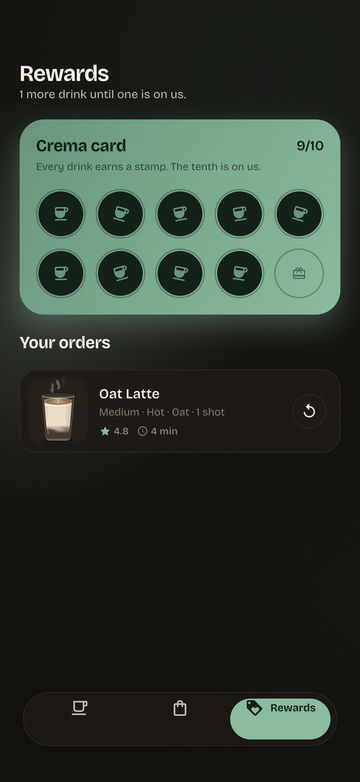 Rewards
1 more drink until one is on us.
Crema card 9/10
Every drink earns a stamp. The tenth is on us.
Your orders
Oat Latte
Medium · Hot · Oat · 1 shot
4.8 4 min
Rewards